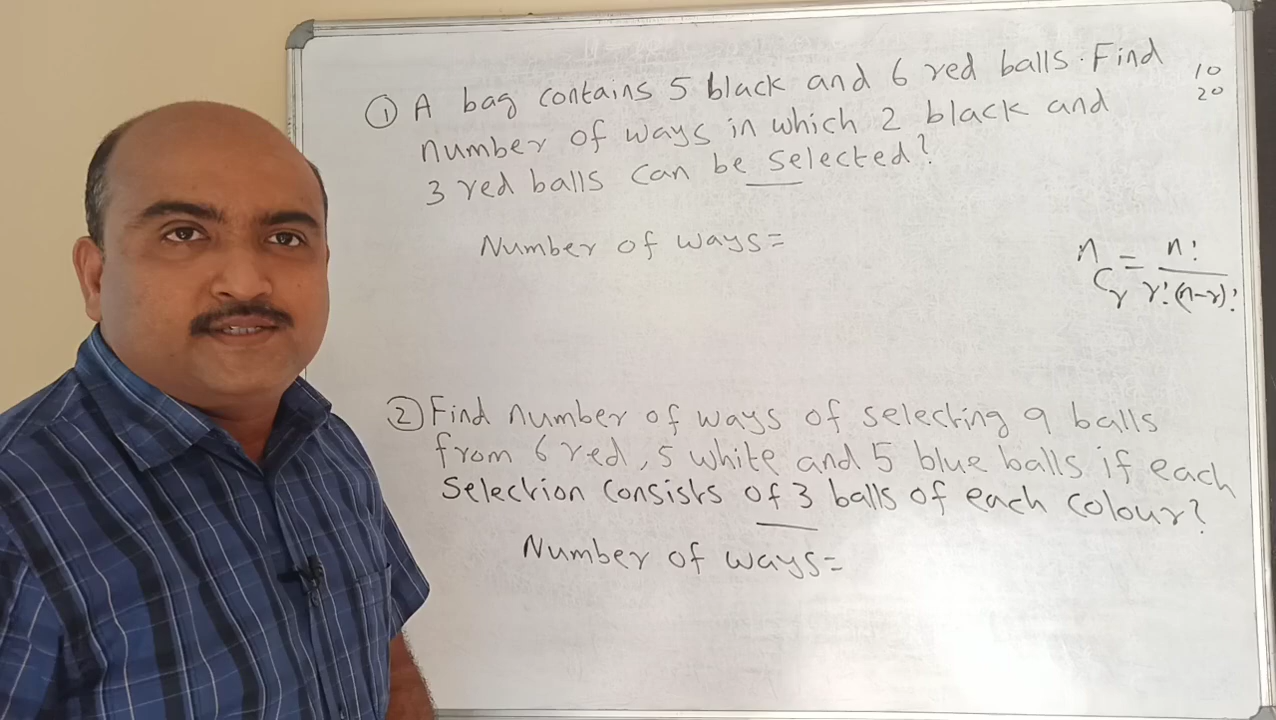 ① A bag contains 5 black and 6 red balls. Find
number of ways in which 2 black and
3 red balls can be selected?
10
20
Number of ways=
nCr = n!/r!(n-r)!
② Find number of ways of selecting 9 balls
from 6 red, 5 white and 5 blue balls if each
Selection consists of 3 balls of each colour?
Number of ways=